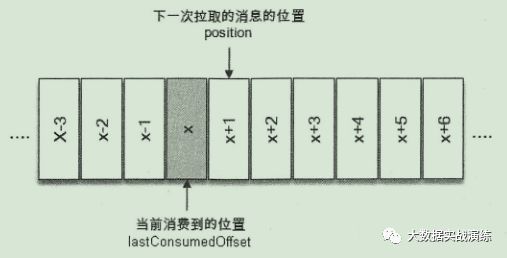 下一次拉取的消息的位置
position
.... X-3 x-2 x-1 x x+1 x+2 x+3 x+4 x+5 x+6 ....
当前消费到的位置
lastConsumedOffset
大数据实战演练